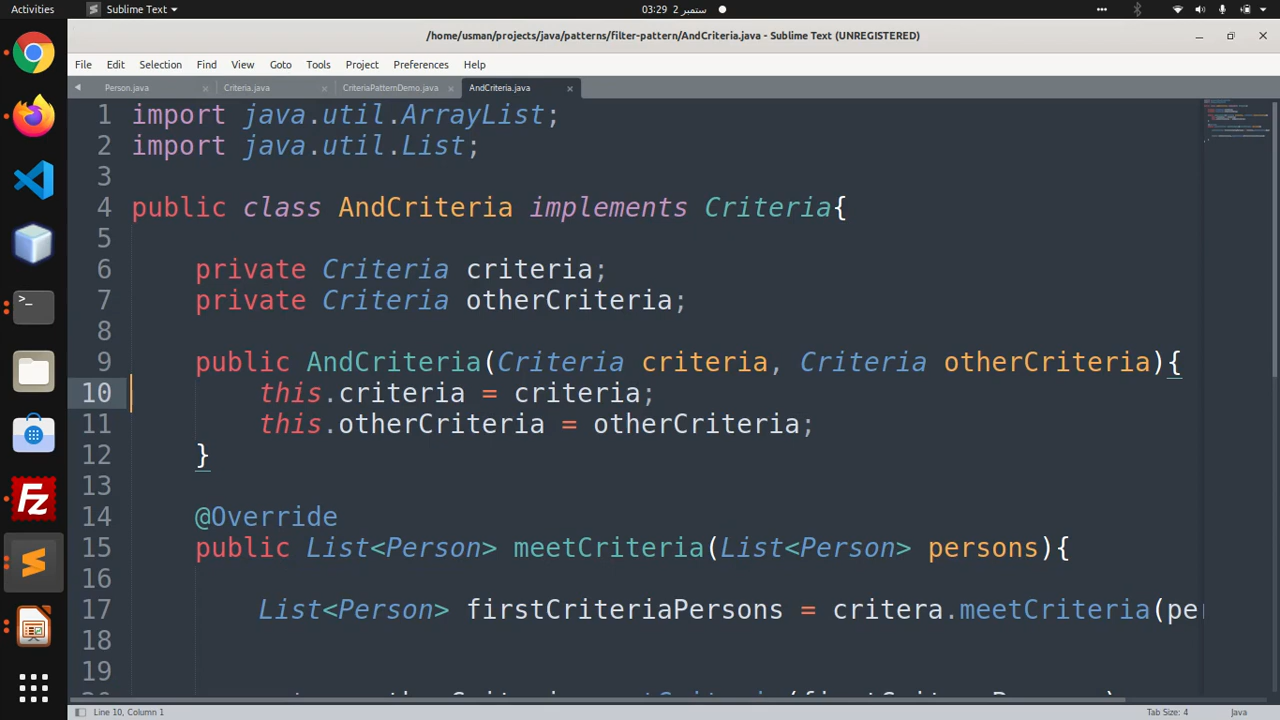 Activities
Sublime Text
03:29 2 ستمبر
/home/usman/projects/java/patterns/filter-pattern/AndCriteria.java - Sublime Text (UNREGISTERED)
File Edit Selection Find View Goto Tools Project Preferences Help
Person.java Criteria.java CriteriaPatternDemo.java AndCriteria.java
1 import java.util.ArrayList;
2 import java.util.List;
3
4 public class AndCriteria implements Criteria{
5
6 private Criteria criteria;
7 private Criteria otherCriteria;
8
9 public AndCriteria(Criteria criteria, Criteria otherCriteria){
10 this.criteria = criteria;
11 this.otherCriteria = otherCriteria;
12 }
13
14 @Override
15 public List<Person> meetCriteria(List<Person> persons){
16
17 List<Person> firstCriteriaPersons = critera.meetCriteria(per
18
19
Line 10, Column 1
Tab Size: 4
Java